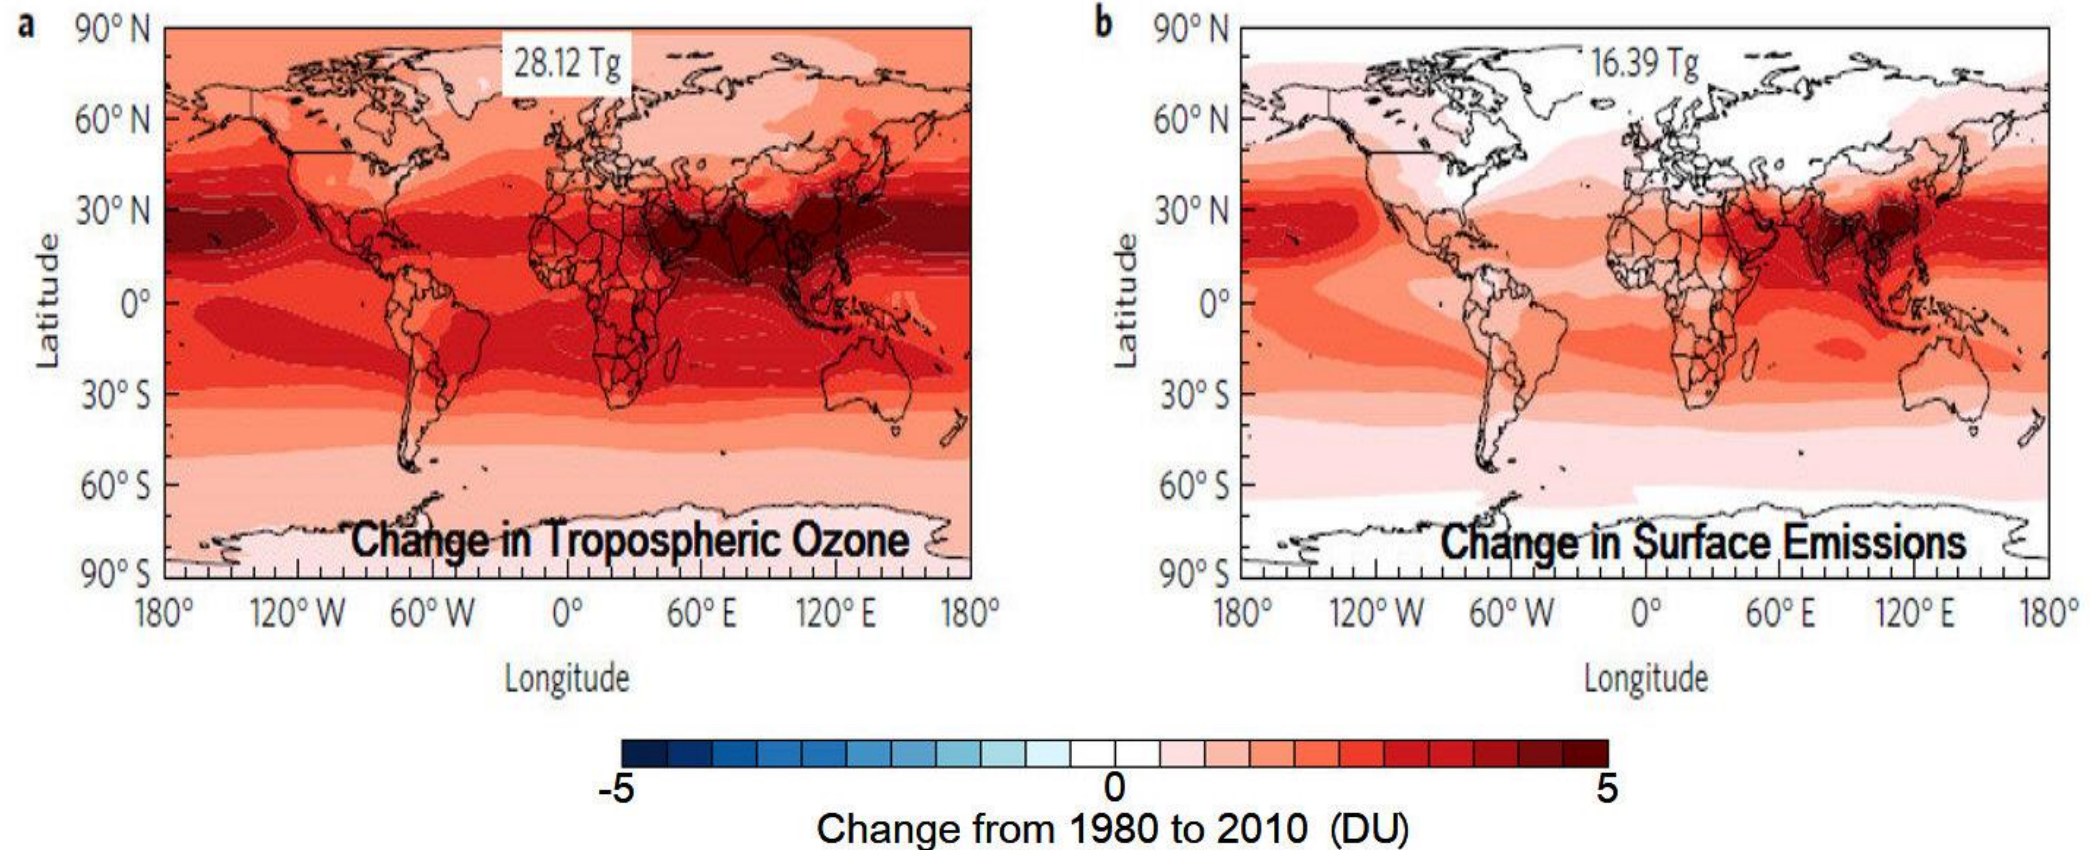 a
90° N
60° N
30° N
0°
30° S
60° S
90° S
Latitude
28.12 Tg
Change in Tropospheric Ozone
180°
120° W
60° W
0°
60° E
120° E
180°
Longitude
b
90° N
60° N
30° N
0°
30° S
60° S
90° S
Latitude
16.39 Tg
Change in Surface Emissions
180°
120° W
60° W
0°
60° E
120° E
180°
Longitude
-5
0
5
Change from 1980 to 2010 (DU)